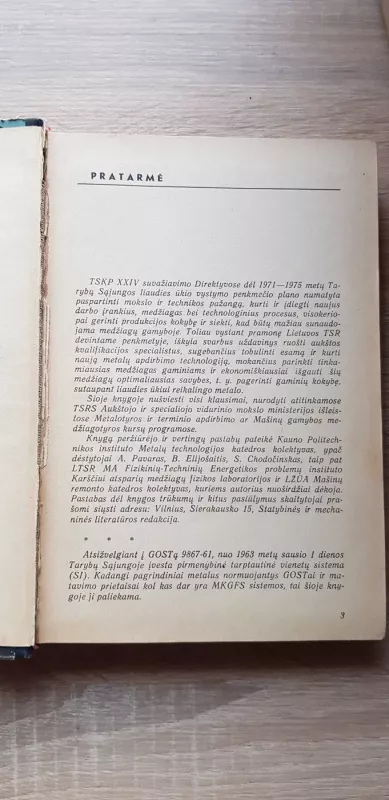 PRATARMĖ
TSKP XXIV suvažiavimo Direktyvose dėl 1971—1975 metų Ta-
rybų Sąjungos liaudies ūkio vystymo penkmečio plano numatyta
paspartinti mokslo ir technikos pažangą, kurti ir įdiegti naujus
darbo įrankius, medžiagas bei technologinius procesus, visokerio-
pai gerinti produkcijos kokybę ir siekti, kad būtų mažiau sunaudo-
jama medžiagų gamyboje. Toliau vystant pramonę Lietuvos TSR
devintame penkmetyje, iškyla svarbus uždavinys ruošti aukštos
kvalifikacijos specialistus, sugebančius tobulinti esamą ir kurti
naują metalų apdirbimo technologiją, mokančius parinkti tinka-
miausias medžiagas gaminiams ir ekonomiškiausiai išgauti šių
medžiagų optimaliausias savybes, t. y. pagerinti gaminių kokybę,
sutaupant liaudies ūkiui reikalingo metalo.
Šioje knygoje nušviesti visi klausimai, nurodyti atitinkamose
TSRS Aukštojo ir specialiojo vidurinio mokslo ministerijos išleis-
tose Metalotyros ir terminio apdirbimo ar Mašinų gamybos me-
džiagotyros kursų programose.
Knygą peržiūrėjo ir vertingų pastabų pateikė Kauno Politech-
nikos instituto Metalų technologijos katedros kolektyvas, ypač
dėstytojai A. Pavaras, B. Elijošaitis, S. Chodočinskas, taip pat
LTSR MA Fizikinių-Techninių Energetikos problemų instituto
Karščiui atsparių medžiagų fizikos laboratorijos ir LŽŪA Mašinų
remonto katedros kolektyvas, kuriems autorius nuoširdžiai dėkoja.
Pastabas dėl knygos trūkumų ir kitus pasiūlymus skaitytojai pra-
šomi siųsti adresu: Vilnius, Sierakausko 15, Statybinės ir mecha-
ninės literatūros redakcija.
* * *
Atsižvelgiant į GOSTą 9867-61, nuo 1963 metų sausio 1 dienos
Tarybų Sąjungoje įvesta pirmenybinė tarptautinė vienetų sistema
(SI). Kadangi pagrindiniai metalus normuojantys GOSTai ir ma-
tavimo prietaisai kol kas dar yra MKGFS sistemos, tai šioje kny-
goje ji paliekama.
3